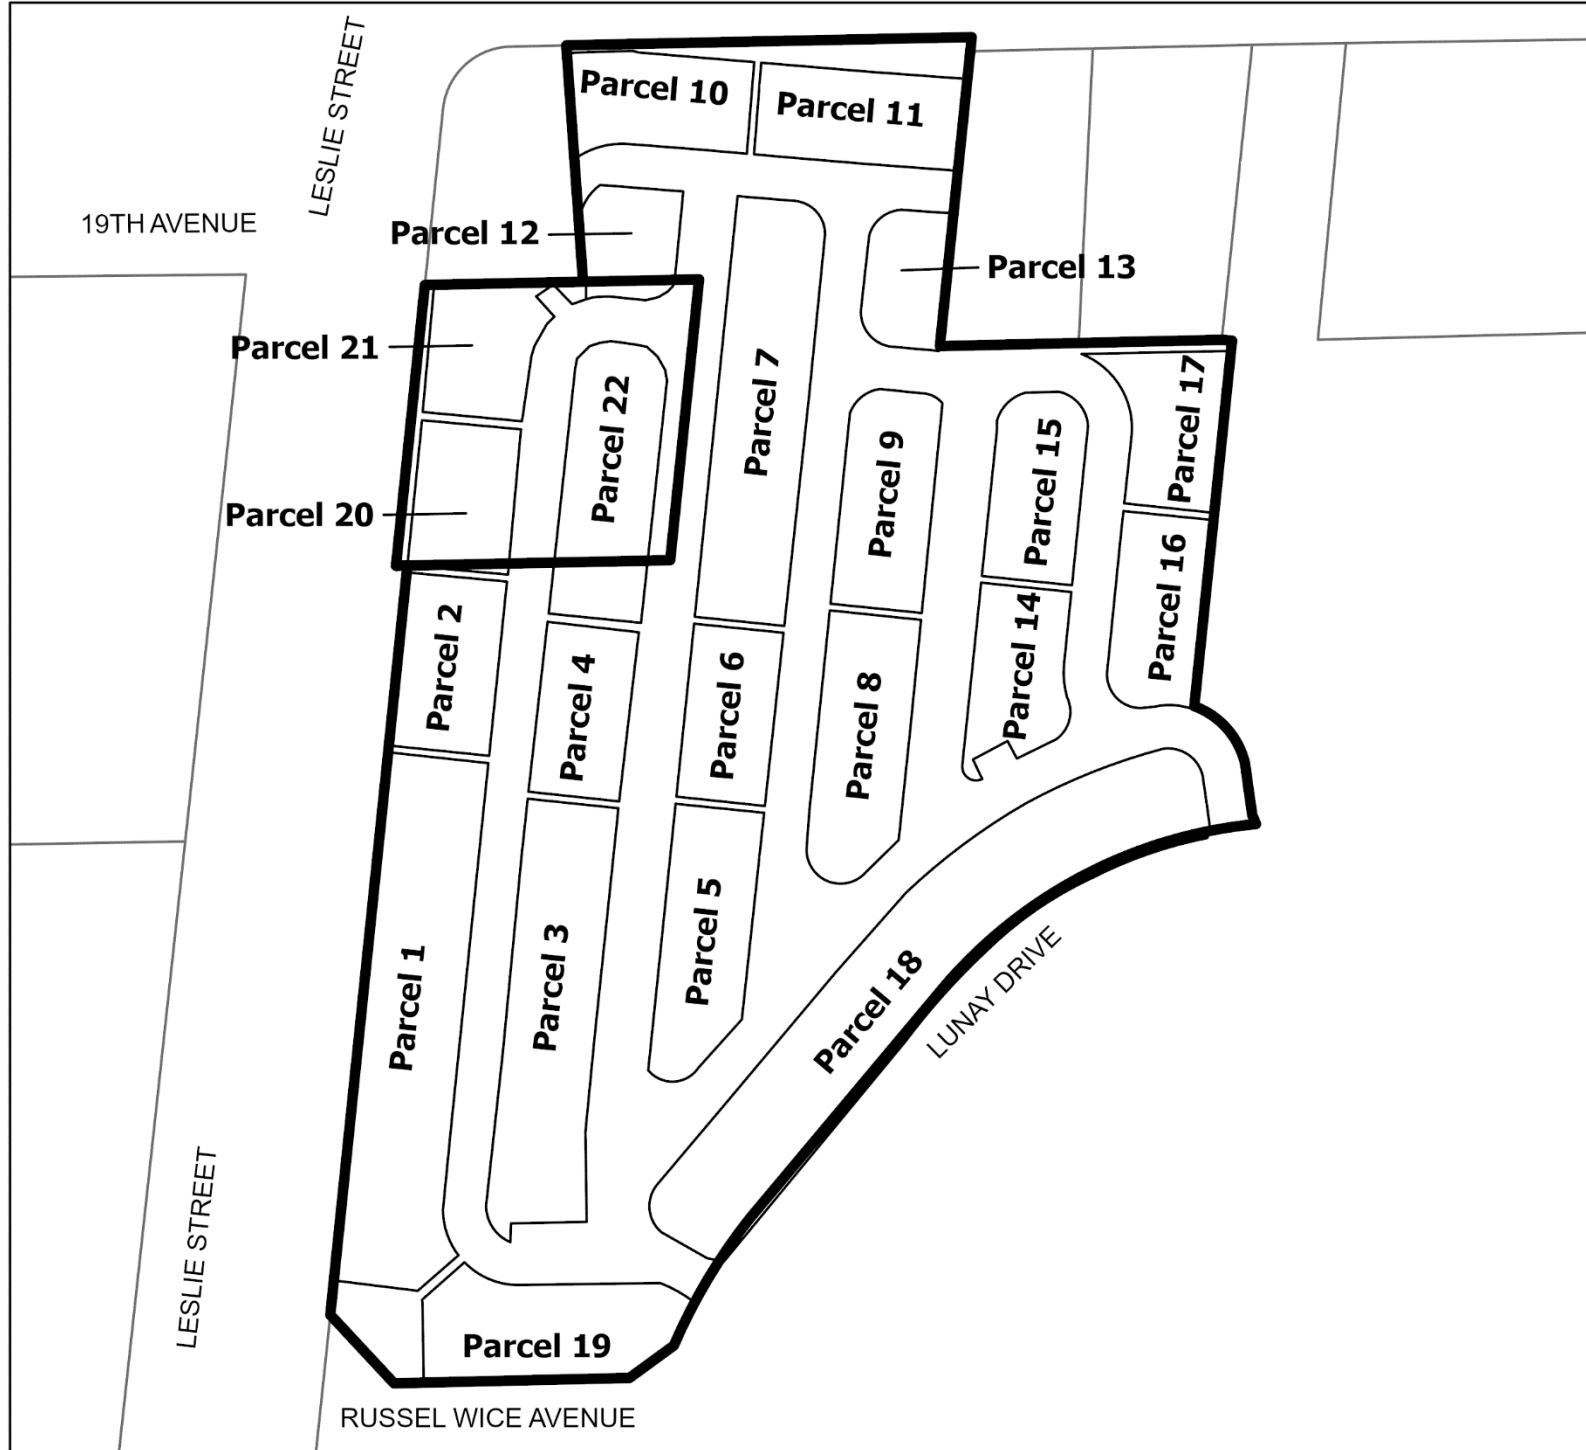 LESLIE STREET
Parcel 10
Parcel 11
19TH AVENUE
Parcel 12
Parcel 13
Parcel 21
Parcel 22
Parcel 7
Parcel 17
Parcel 9
Parcel 15
Parcel 20
Parcel 16
Parcel 2
Parcel 4
Parcel 6
Parcel 14
Parcel 8
Parcel 5
Parcel 1
Parcel 3
Parcel 18
LUNAY DRIVE
LESLIE STREET
Parcel 19
RUSSEL WICE AVENUE